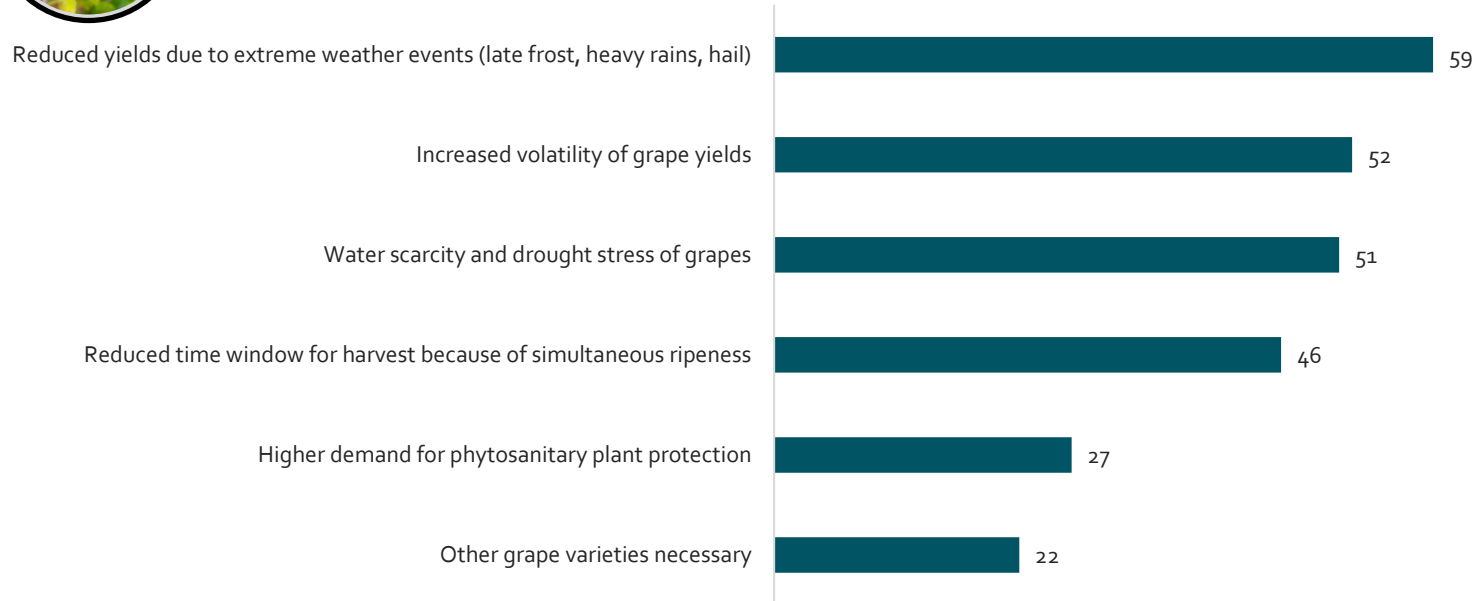 Reduced yields due to extreme weather events (late frost, heavy rains, hail) 59
Increased volatility of grape yields 52
Water scarcity and drought stress of grapes 51
Reduced time window for harvest because of simultaneous ripeness 46
Higher demand for phytosanitary plant protection 27
Other grape varieties necessary 22